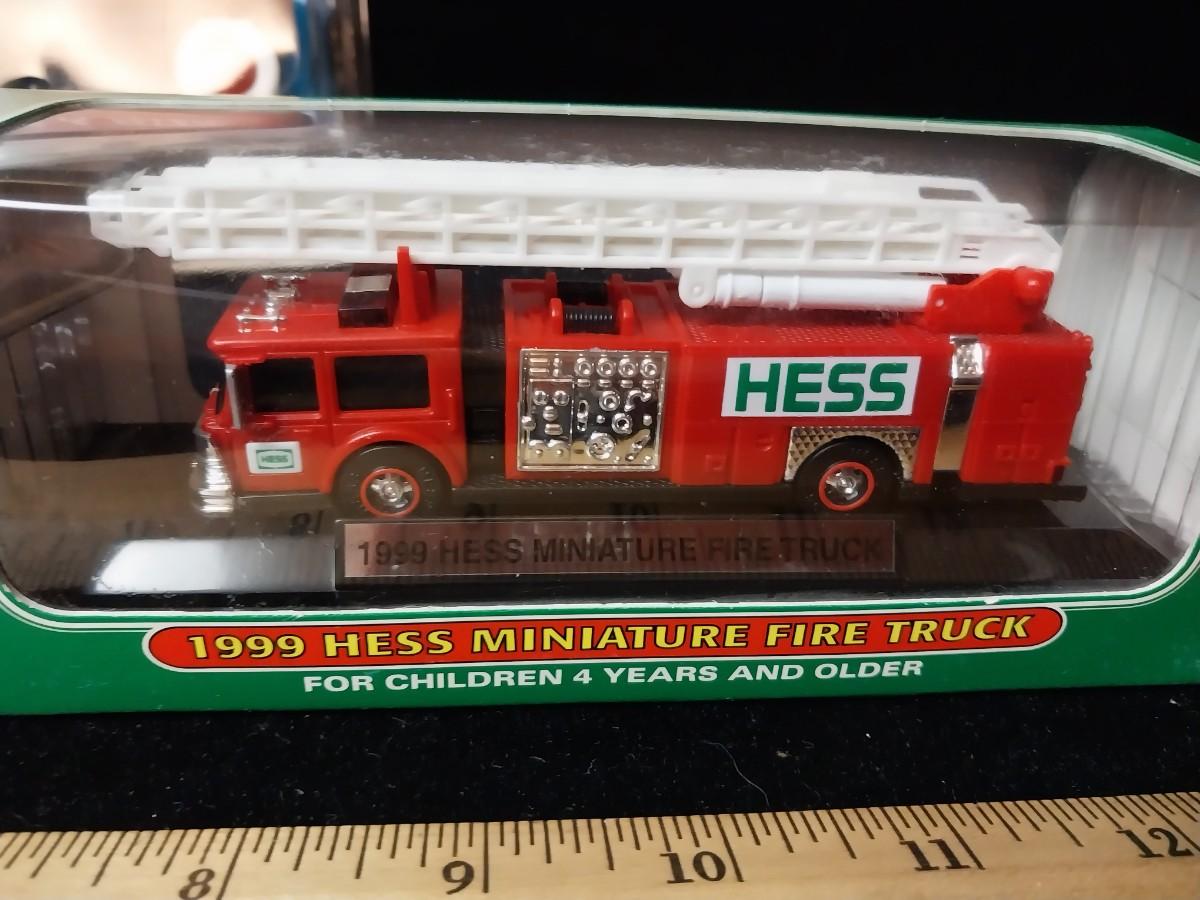 HESS
HESS
1999 HESS MINIATURE FIRE TRUCK
1999 HESS MINIATURE FIRE TRUCK
FOR CHILDREN 4 YEARS AND OLDER
8 9 10 11 12